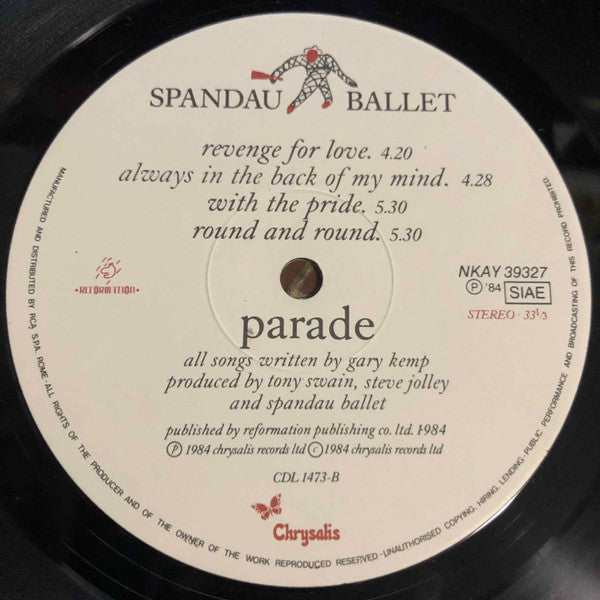 SPANDAU BALLET
revenge for love. 4.20
always in the back of my mind. 4.28
with the pride. 5.30
round and round. 5.30
•REFORMATION•
NKAY 39327
Ⓟ '84 SIAE
STEREO - 33⅓
parade
all songs written by gary kemp
produced by tony swain, steve jolley
and spandau ballet
published by reformation publishing co. ltd. 1984
Ⓟ 1984 chrysalis records ltd Ⓒ 1984 chrysalis records ltd
CDL 1473-B
Chrysalis
MANUFACTURED AND DISTRIBUTED BY RCA S.P.A. ROME · ALL RIGHTS OF THE PRODUCER AND OF THE OWNER OF THE WORK REPRODUCED RESERVED · UNAUTHORISED COPYING, HIRING, LENDING, PUBLIC PERFORMANCE AND BROADCASTING OF THIS RECORD PROHIBITED.